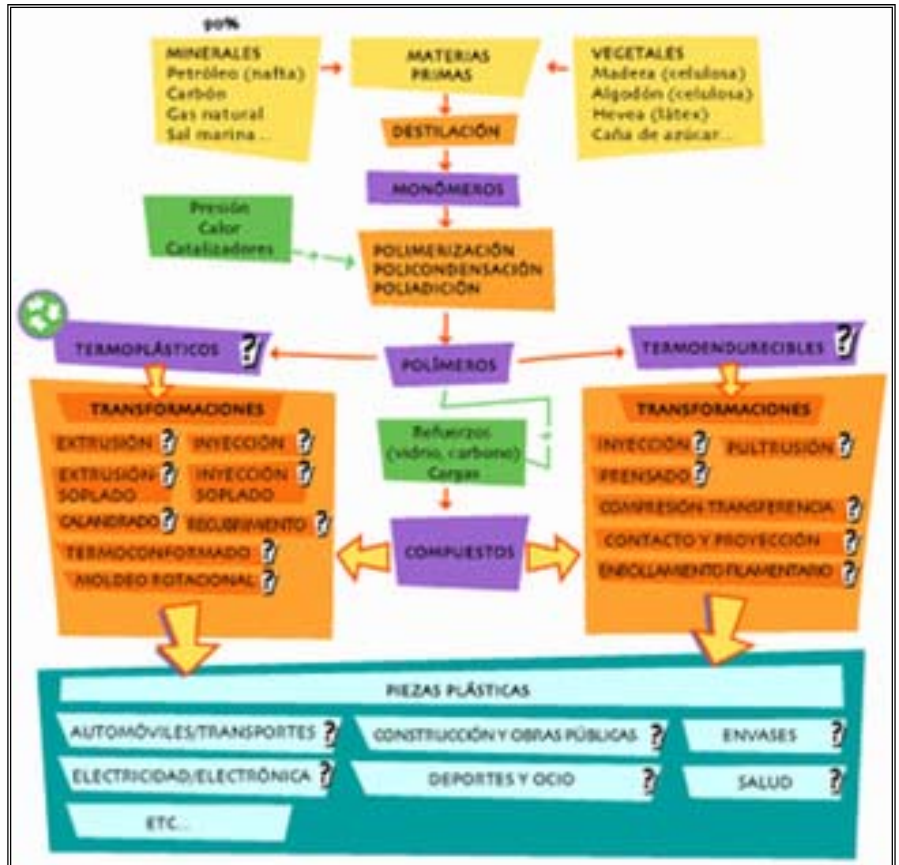 90%
MINERALES
Petróleo (nafta)
Carbón
Gas natural
Sal marina...
MATERIAS
PRIMAS
VEGETALES
Madera (celulosa)
Algodón (celulosa)
Hevea (látex)
Caña de azúcar...
DESTILACIÓN
MONÓMEROS
Presión
Calor
Catalizadores
POLIMERIZACIÓN
POLICONDENSACIÓN
POLIADICIÓN
TERMOPLÁSTICOS ?
POLÍMEROS
TERMOENDURECIBLES ?
TRANSFORMACIONES
EXTRUSIÓN ?
INYECCIÓN ?
EXTRUSIÓN-
SOPLADO ?
INYECCIÓN
SOPLADO ?
CALANDRADO ?
RECUBRIMIENTO ?
TERMOCONFORMADO ?
MOLDEO ROTACIONAL ?
Refuerzos
(vidrio, carbono)
Cargas
COMPUESTOS
TRANSFORMACIONES
INYECCIÓN ?
PULTRUSIÓN ?
PRENSADO ?
COMPRESIÓN-TRANSFERENCIA ?
CONTACTO Y PROYECCIÓN ?
ENROLLAMIENTO FILAMENTARIO ?
PIEZAS PLÁSTICAS
AUTOMÓVILES/TRANSPORTES ?
CONSTRUCCIÓN Y OBRAS PÚBLICAS ?
ENVASES ?
ELECTRICIDAD/ELECTRÓNICA ?
DEPORTES Y OCIO ?
SALUD ?
ETC...